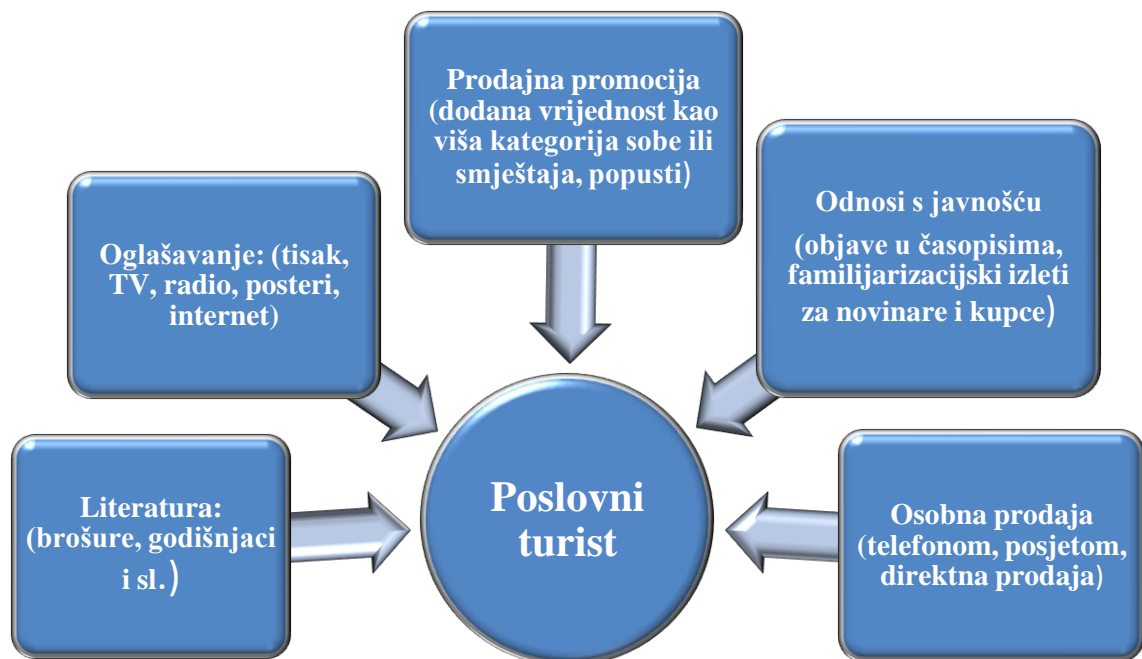 Prodajna promocija
(dodana vrijednost kao
viša kategorija sobe ili
smještaja, popusti)
Oglašavanje: (tisak,
TV, radio, posteri,
internet)
Odnosi s javnošću
(objave u časopisima,
familijarizacijski izleti
za novinare i kupce)
Literatura:
(brošure, godišnjaci
i sl.)
Poslovni
turist
Osobna prodaja
(telefonom, posjetom,
direktna prodaja)